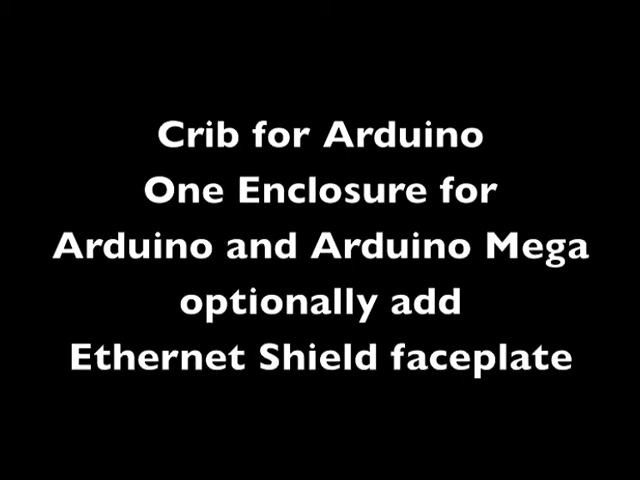 Crib for Arduino
One Enclosure for
Arduino and Arduino Mega
optionally add
Ethernet Shield faceplate